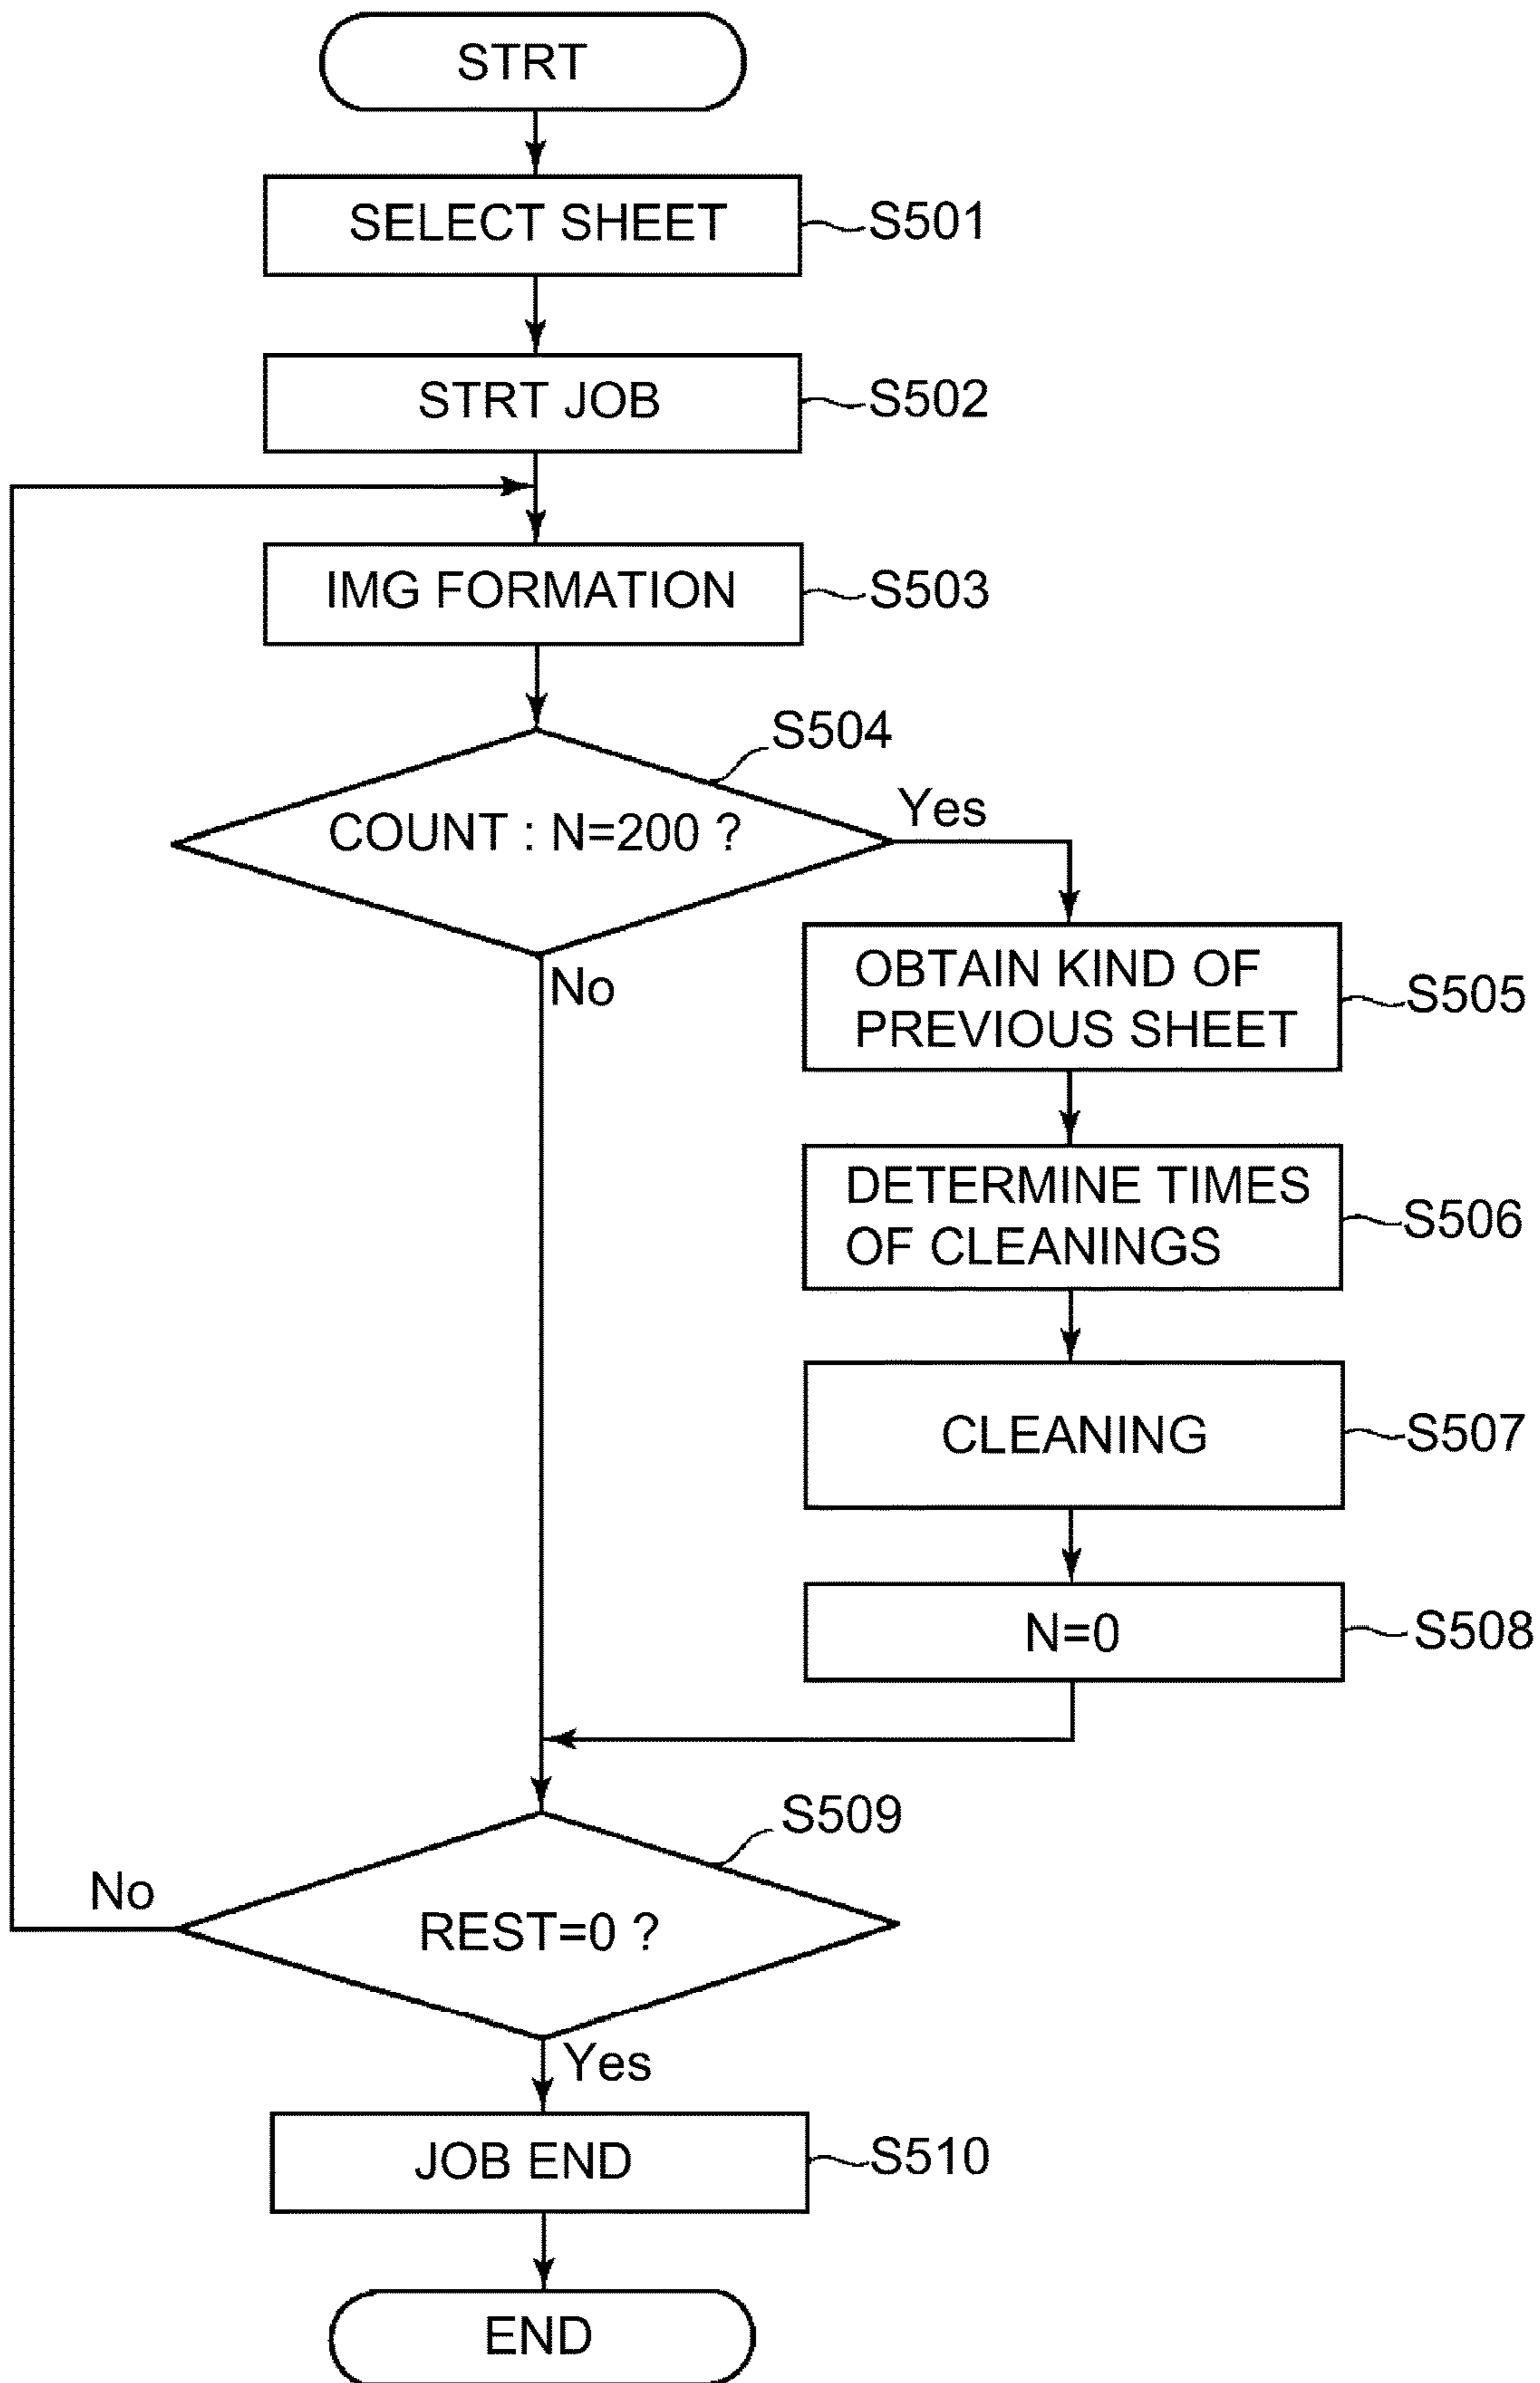 STRT
SELECT SHEET
S501
STRT JOB
S502
IMG FORMATION
S503
S504
COUNT : N=200 ?
Yes
No
OBTAIN KIND OF
PREVIOUS SHEET
S505
DETERMINE TIMES
OF CLEANINGS
S506
CLEANING
S507
N=0
S508
S509
No
REST=0 ?
Yes
JOB END
S510
END